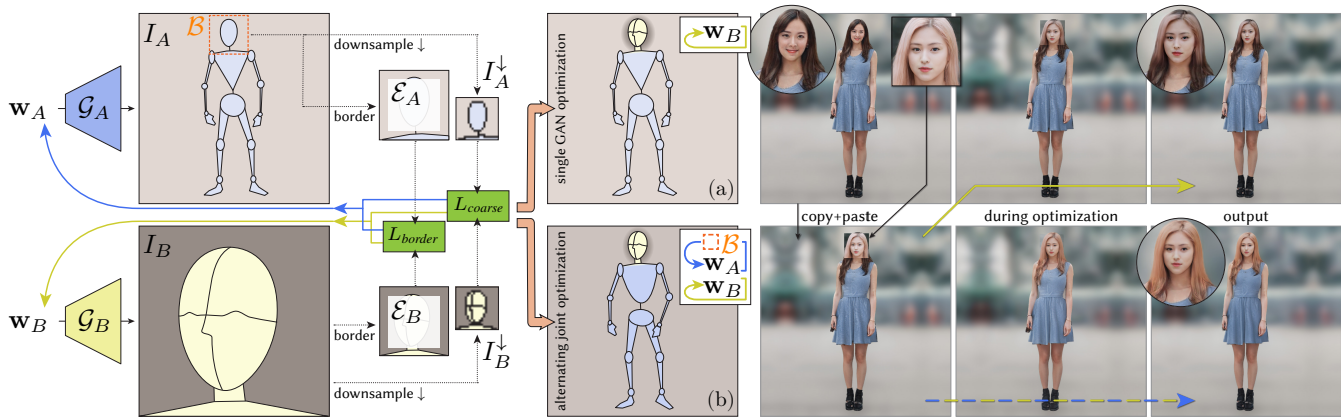 I_A
B
downsample ↓
I_A^↓
w_A
G_A
E_A
border
L_coarse
L_border
I_B
w_B
G_B
E_B
border
I_B^↓
downsample ↓
single GAN optimization
w_B
(a)
alternating joint optimization
B
w_A
w_B
(b)
copy+paste
during optimization
output